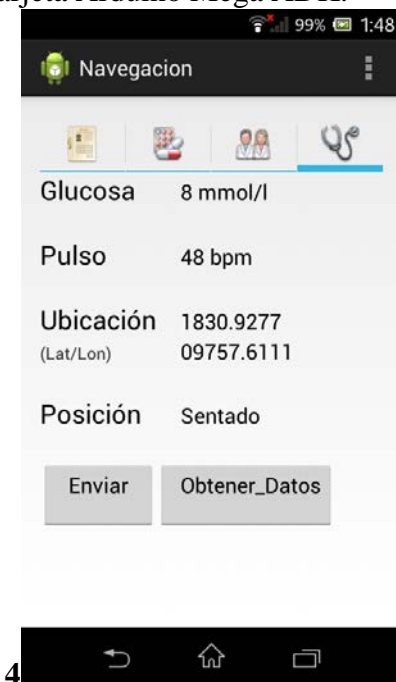 Arduino Mega ADK.
99% 1:48
Navegacion
Glucosa 8 mmol/l
Pulso 48 bpm
Ubicación 1830.9277
(Lat/Lon) 09757.6111
Posición Sentado
Enviar Obtener_Datos
4